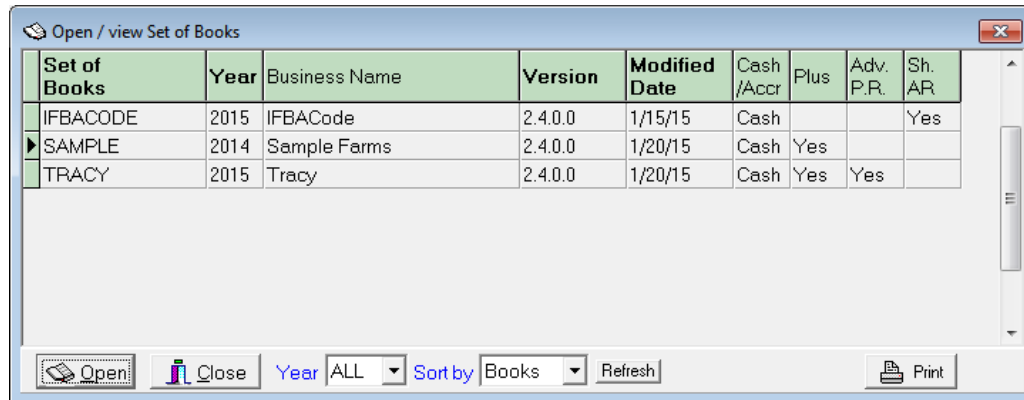 Open / view Set of Books
Set of Books Year Business Name Version Modified Date Cash /Accr Plus Adv. P.R. Sh. AR
IFBACODE 2015 IFBACode 2.4.0.0 1/15/15 Cash Yes
SAMPLE 2014 Sample Farms 2.4.0.0 1/20/15 Cash Yes
TRACY 2015 Tracy 2.4.0.0 1/20/15 Cash Yes Yes
Open Close Year ALL Sort by Books Refresh Print